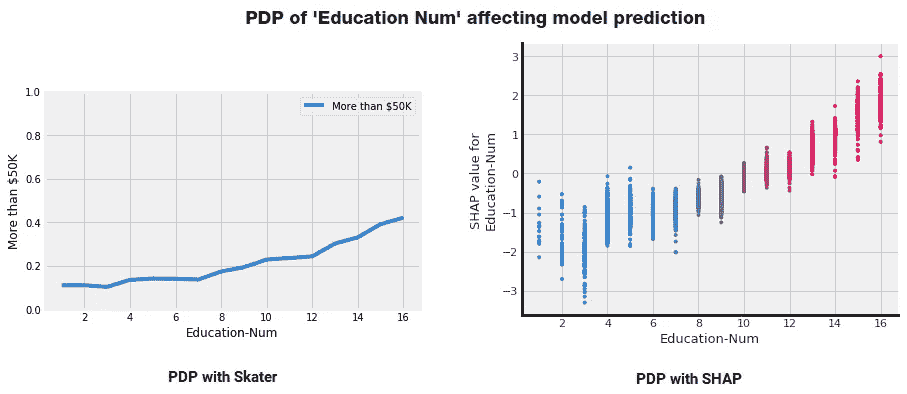 PDP of 'Education Num' affecting model prediction
1.0
0.8
0.6
0.4
0.2
0.0
More than $50K
More than $50K
2 4 6 8 10 12 14 16
Education-Num
PDP with Skater
3
2
1
0
−1
−2
−3
SHAP value for
Education-Num
2 4 6 8 10 12 14 16
Education-Num
PDP with SHAP